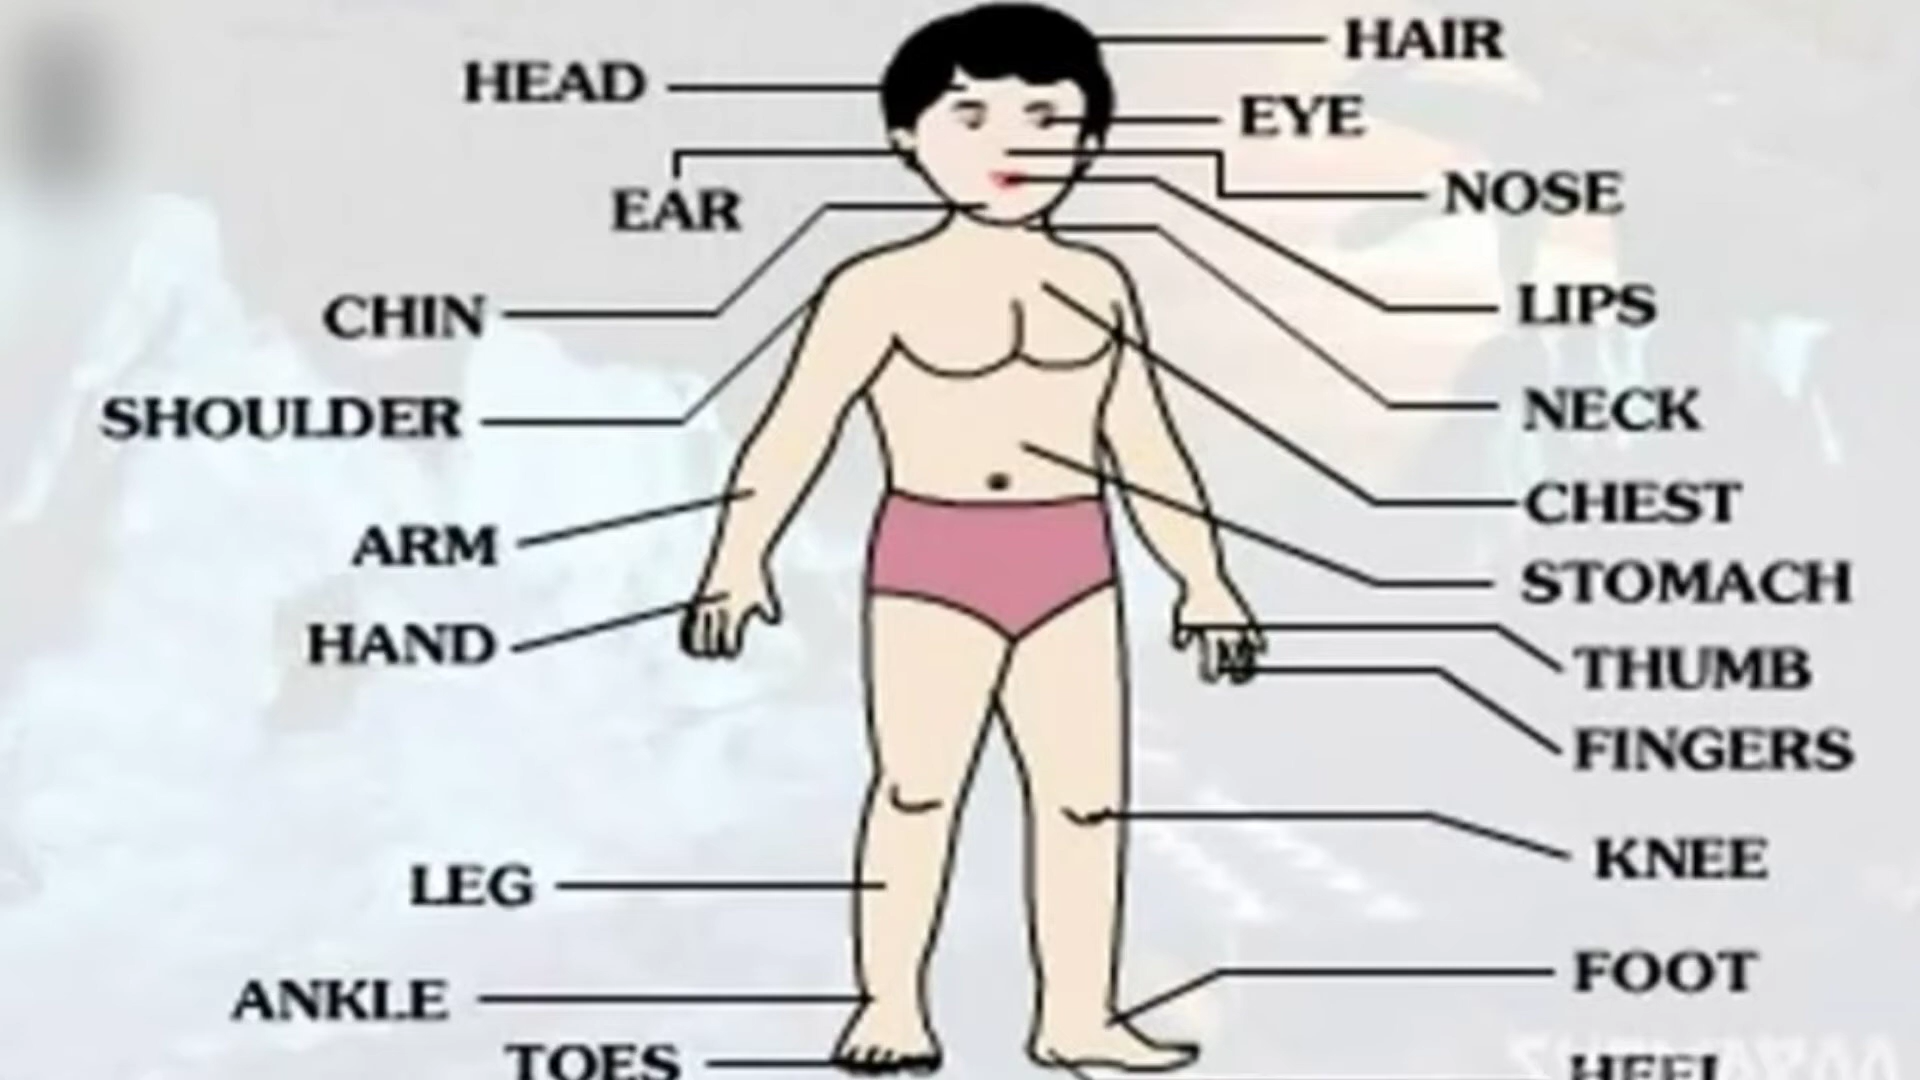 HAIR
HEAD
EYE
NOSE
EAR
LIPS
CHIN
NECK
SHOULDER
CHEST
ARM
STOMACH
HAND
THUMB
FINGERS
KNEE
LEG
FOOT
ANKLE
TOES
HEEL